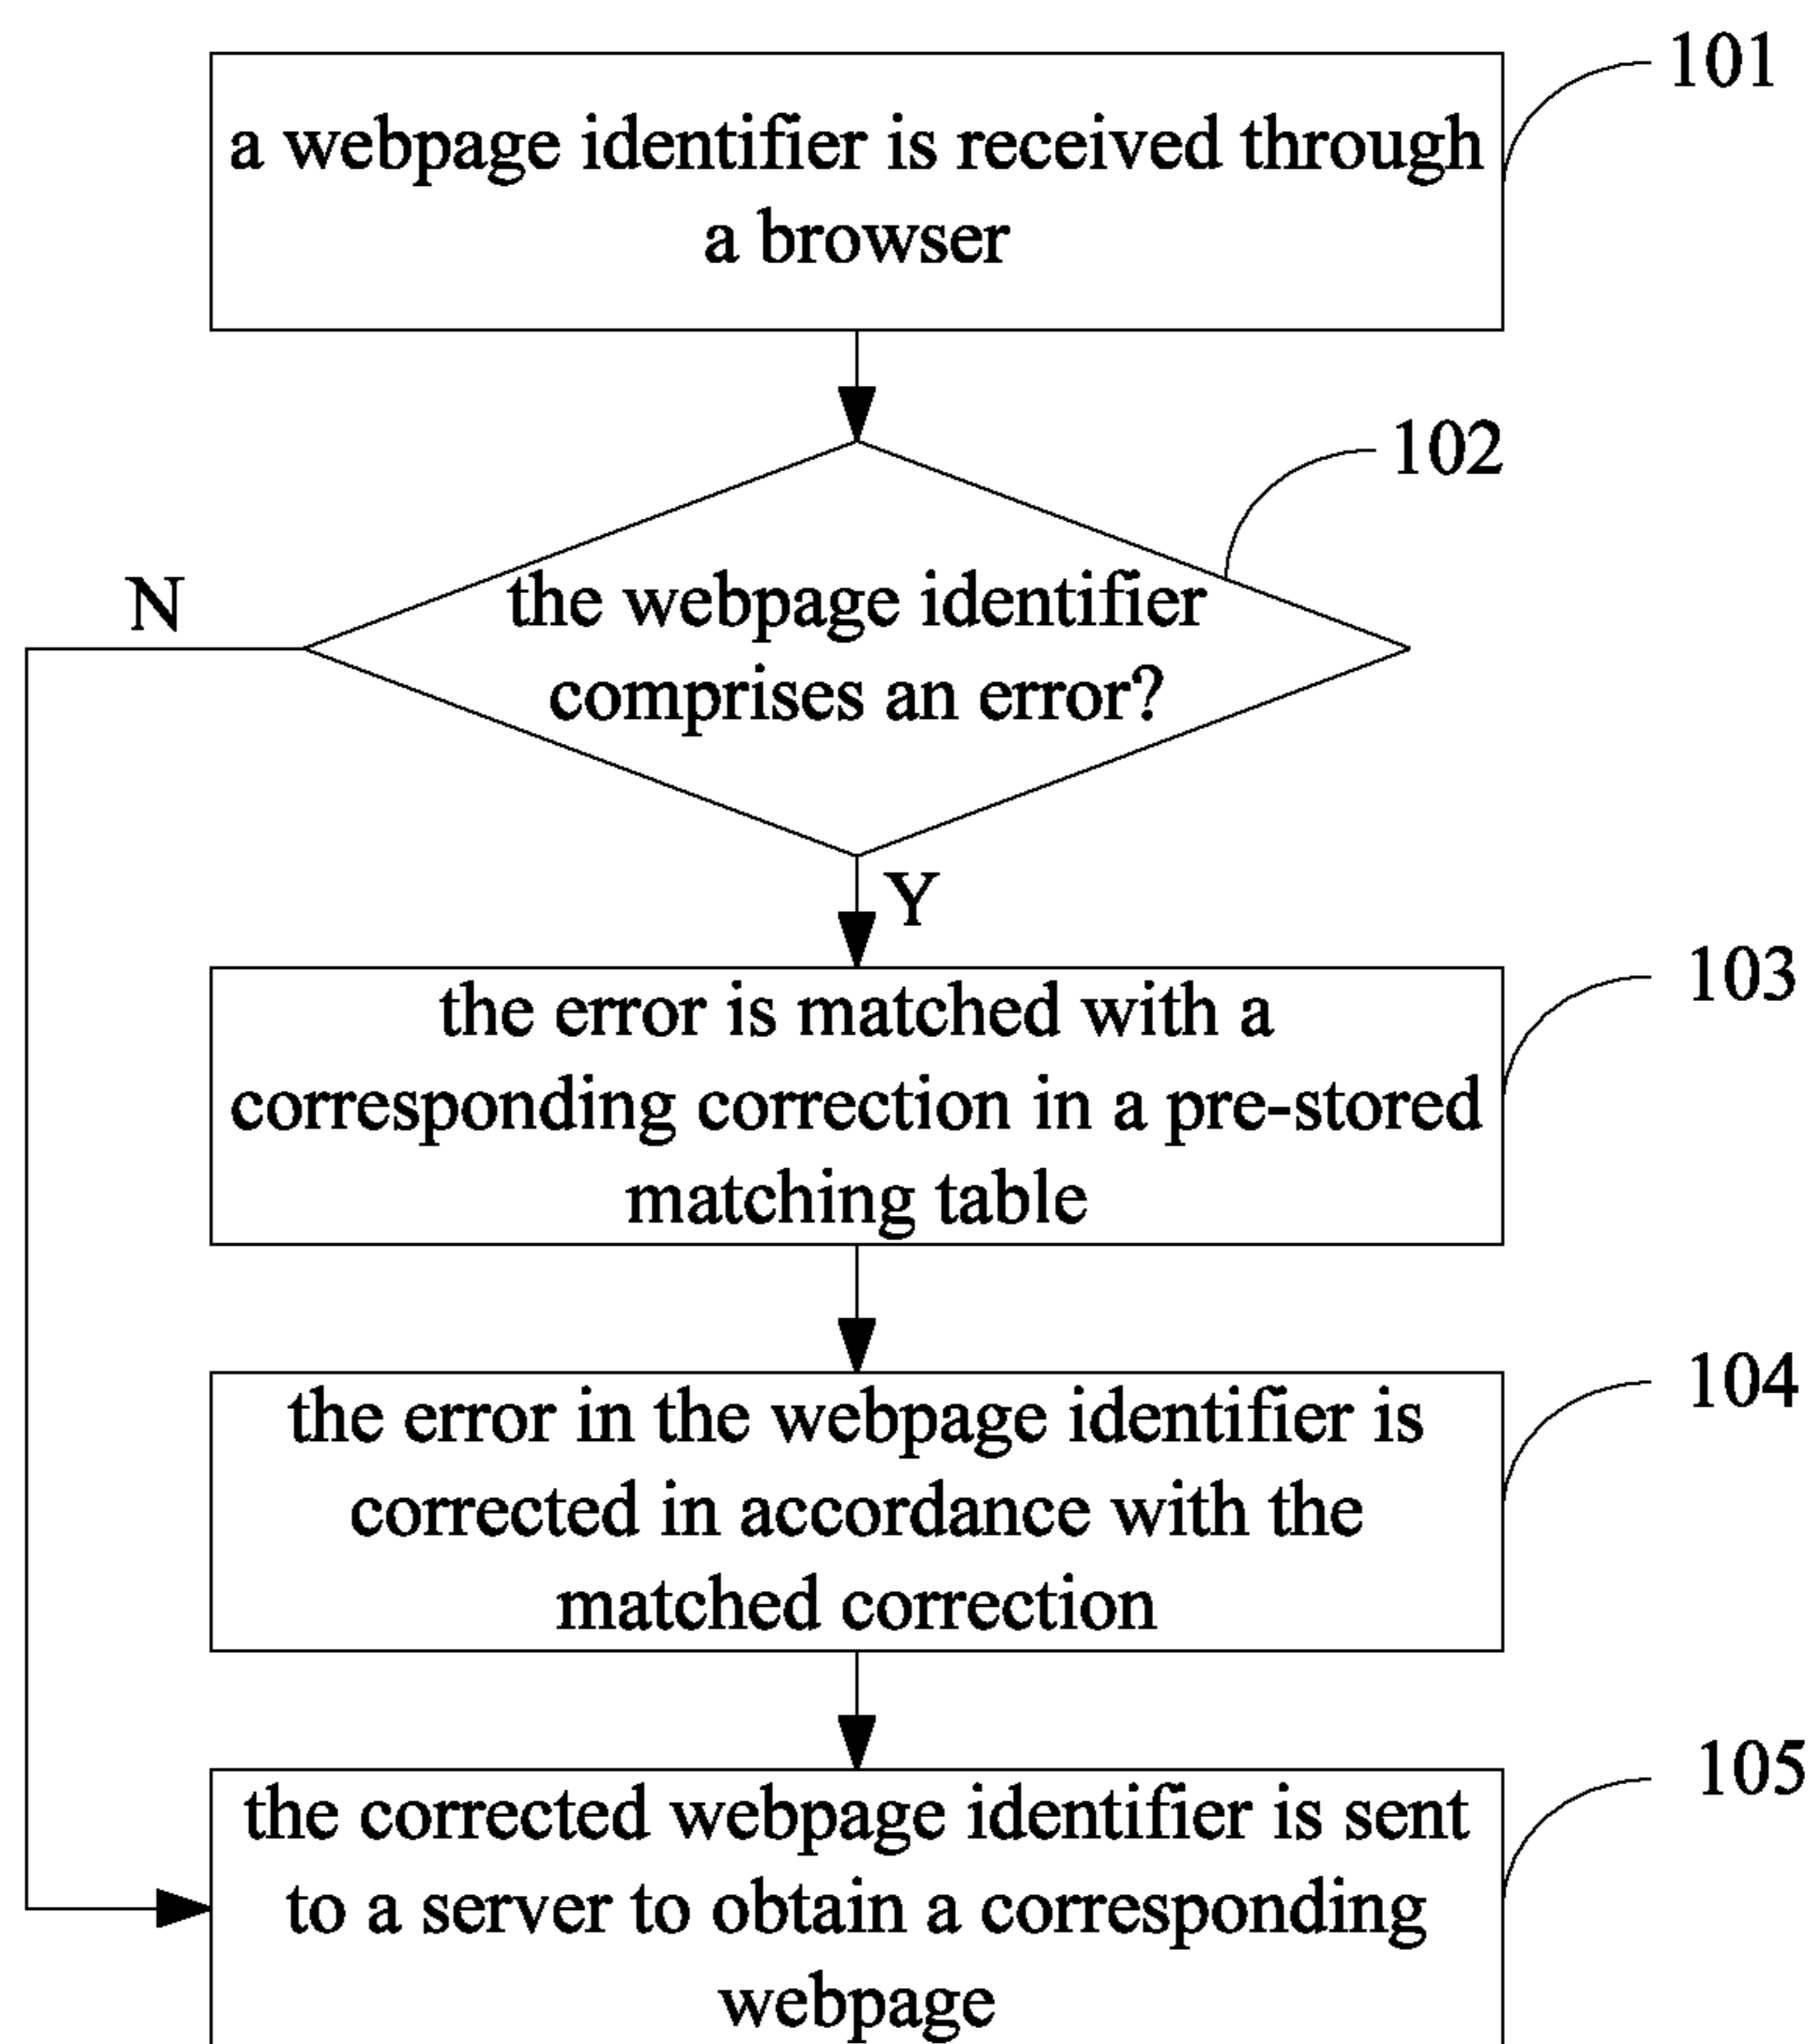 101
a webpage identifier is received through
a browser
102
the webpage identifier
comprises an error?
N
Y
103
the error is matched with a
corresponding correction in a pre-stored
matching table
104
the error in the webpage identifier is
corrected in accordance with the
matched correction
105
the corrected webpage identifier is sent
to a server to obtain a corresponding
webpage